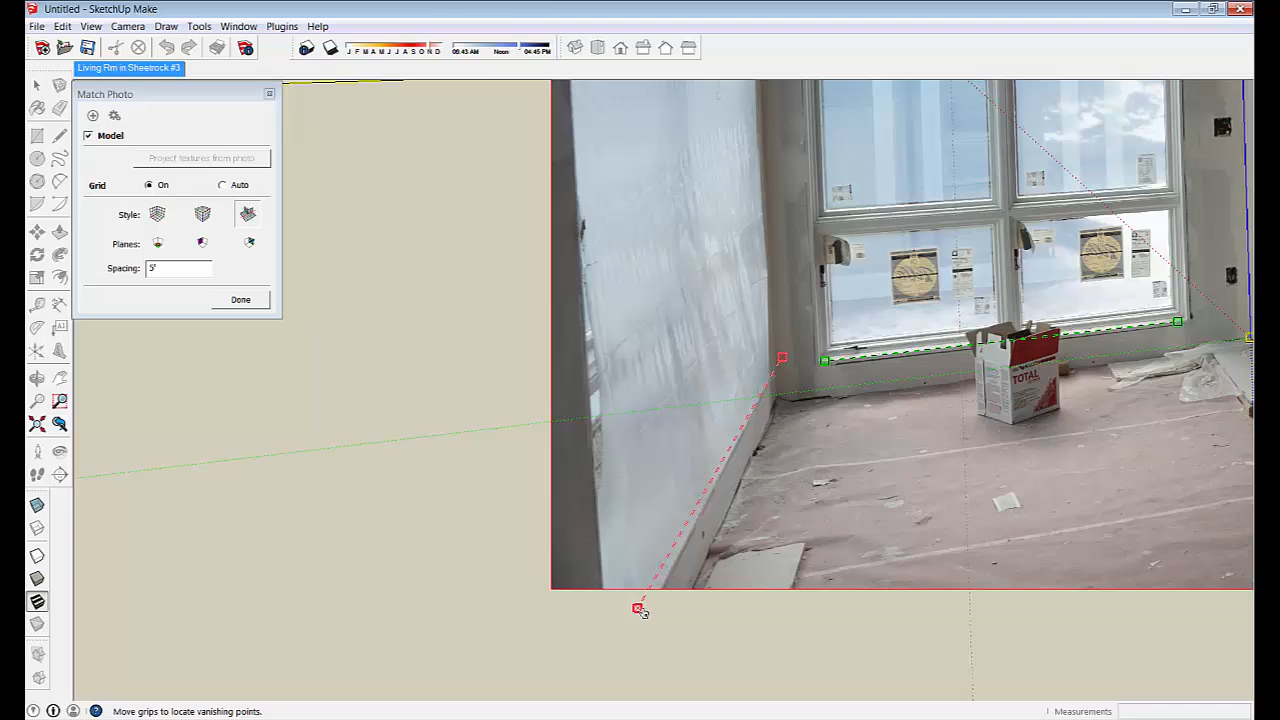 Untitled - SketchUp Make
File Edit View Camera Draw Tools Window Plugins Help
J F M A M J J A S O N D
06:43 AM Noon 04:45 PM
Living Rm in Sheetrock #3
Match Photo
Model
Project textures from photo
Grid On Auto
Style:
Planes:
Spacing: 5'
Done
TOTAL
Move grips to locate vanishing points.
Measurements